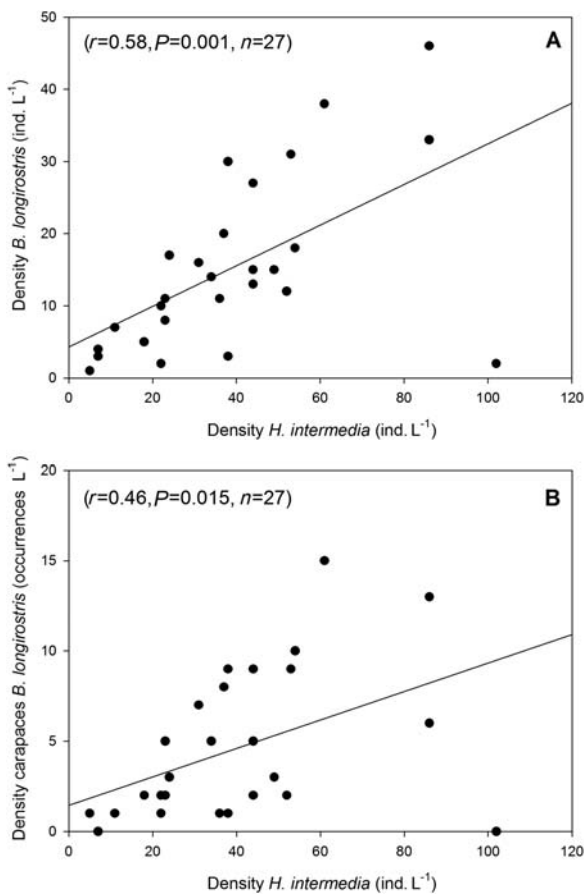 (r=0.58, P=0.001, n=27)
A
50
40
30
20
10
0
Density B. longirostris (ind. L⁻¹)
0 20 40 60 80 100 120
Density H. intermedia (ind. L⁻¹)
(r=0.46, P=0.015, n=27)
B
20
15
10
5
0
Density carapaces B. longirostris (occurrences L⁻¹)
0 20 40 60 80 100 120
Density H. intermedia (ind. L⁻¹)